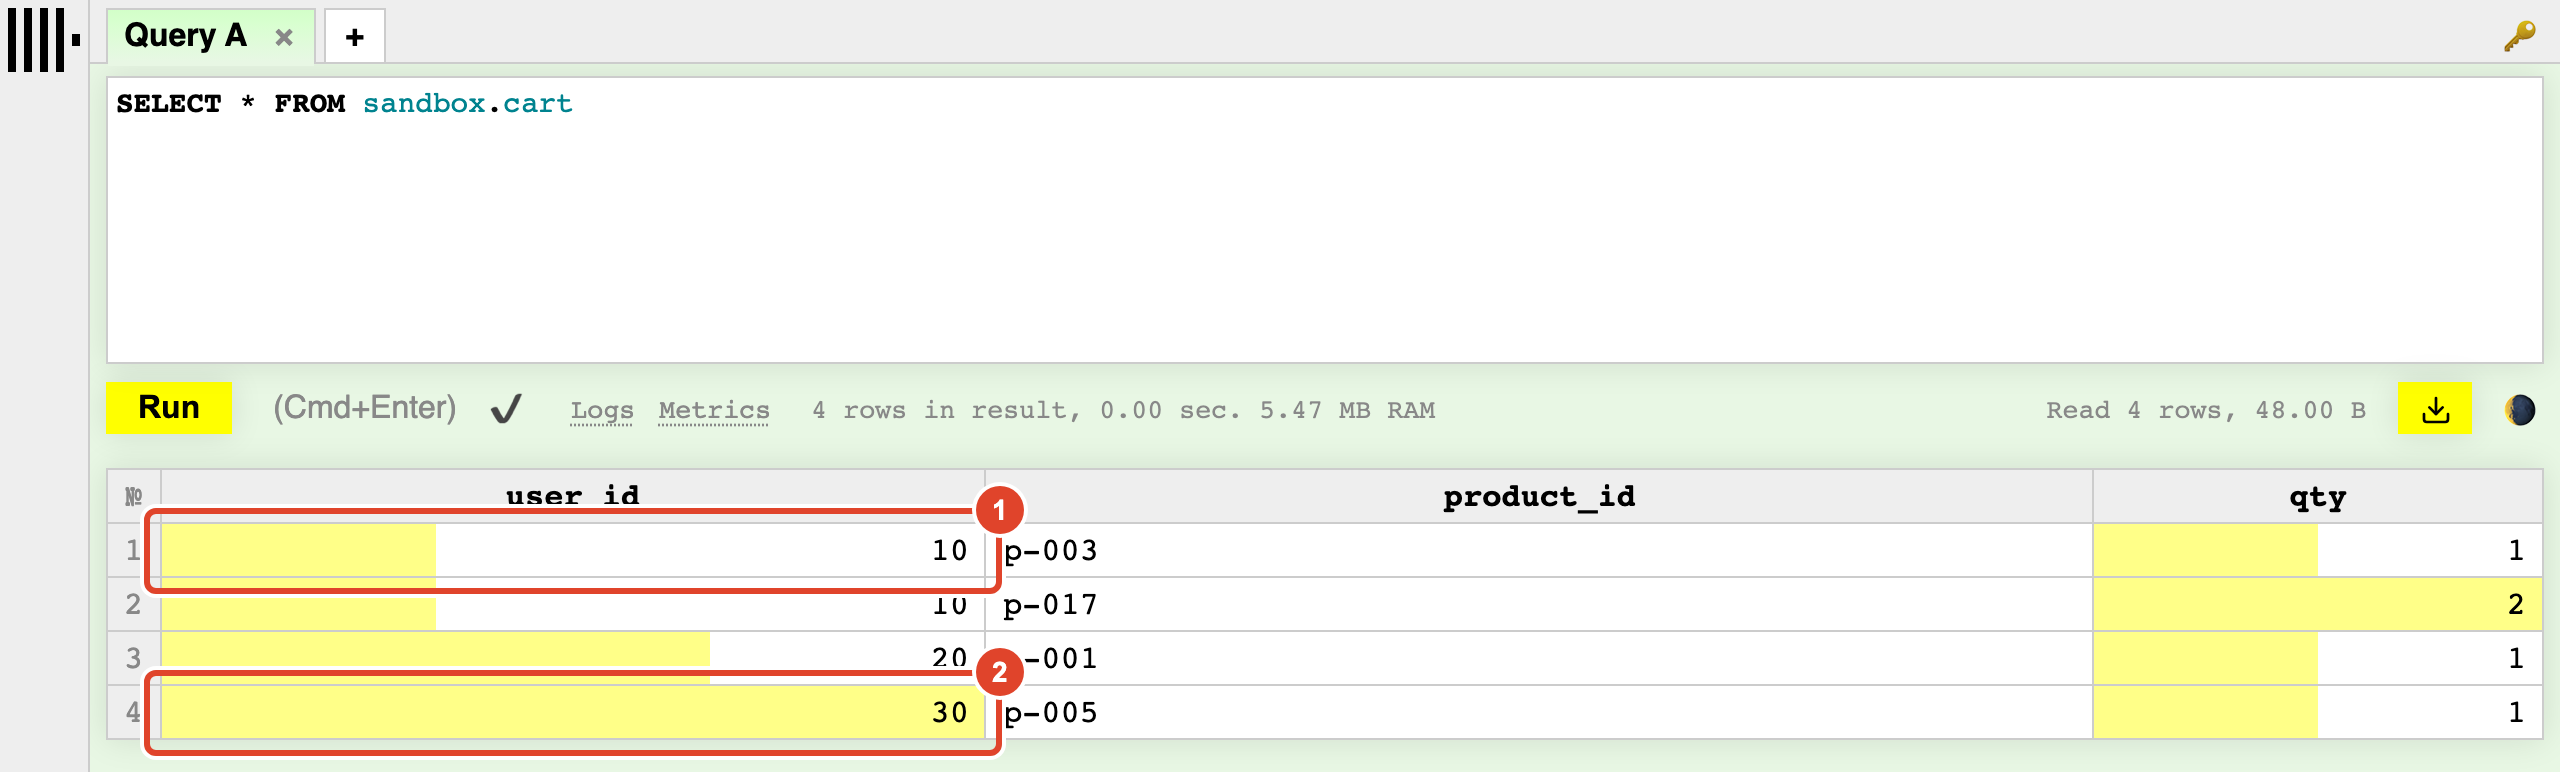 Query A ×
+
SELECT * FROM sandbox.cart
Run (Cmd+Enter) ✔ Logs Metrics 4 rows in result, 0.00 sec. 5.47 MB RAM Read 4 rows, 48.00 B
№ user_id product_id qty
1 10 p-003 1
2 10 p-017 2
3 20 -001 1
4 30 p-005 1
1
2